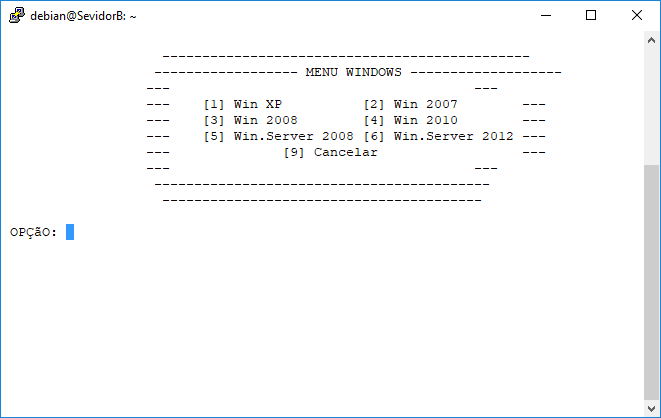 debian@SevidorB: ~
----------------------------------------------
------------------ MENU WINDOWS -------------------
--- ---
--- [1] Win XP [2] Win 2007 ---
--- [3] Win 2008 [4] Win 2010 ---
--- [5] Win.Server 2008 [6] Win.Server 2012 ---
--- [9] Cancelar ---
--- ---
------------------------------------------
----------------------------------------
OPÇãO: